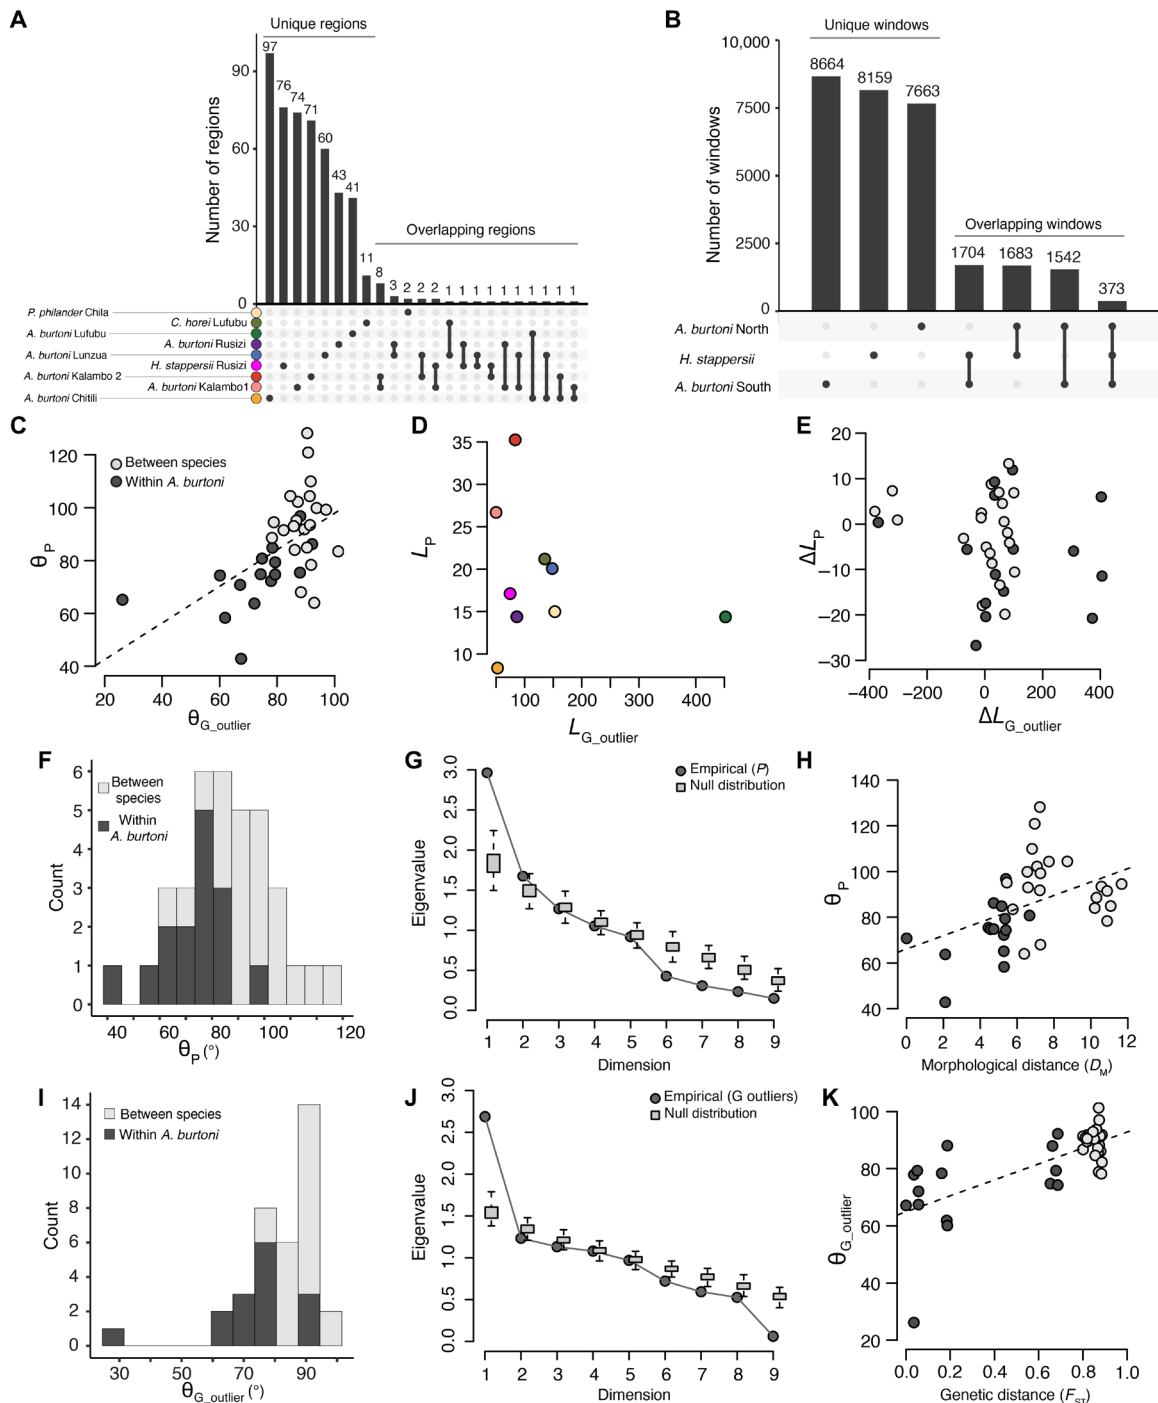 A
Unique regions
97
76
74
71
60
43
41
11
8
3
2
2
2
1
1
1
1
1
1
1
1
1
1
Overlapping regions
Number of regions
90
60
30
0
P. philander Chila
C. horei Lufubu
A. burtoni Lufubu
A. burtoni Rusizi
A. burtoni Lunzua
H. stappersii Rusizi
A. burtoni Kalambo 2
A. burtoni Kalambo1
A. burtoni Chitili
B
Unique windows
10,000
7500
5000
2500
0
Number of windows
8664
8159
7663
Overlapping windows
1704
1683
1542
373
A. burtoni North
H. stappersii
A. burtoni South
C
Between species
Within A. burtoni
θP
120
100
80
60
40
20 40 60 80 100
θG_outlier
D
LP
35
30
25
20
15
10
100 200 300 400
LG_outlier
E
ΔLP
20
10
0
−10
−20
−30
−400 −200 0 200 400
ΔLG_outlier
F
Between
species
Within
A. burtoni
Count
6
5
4
3
2
1
0
40 60 80 100 120
θP (°)
G
Empirical (P)
Null distribution
Eigenvalue
3.0
2.5
2.0
1.5
1.0
0.5
0.0
1 2 3 4 5 6 7 8 9
Dimension
H
θP
140
120
100
80
60
40
0 2 4 6 8 10 12
Morphological distance (DM)
I
Between species
Within A. burtoni
Count
14
12
10
8
6
4
2
0
30 50 70 90
θG_outlier (°)
J
Empirical (G outliers)
Null distribution
Eigenvalue
3.0
2.5
2.0
1.5
1.0
0.5
0.0
1 2 3 4 5 6 7 8 9
Dimension
K
θG_outlier
100
80
60
40
20
0.0 0.2 0.4 0.6 0.8 1.0
Genetic distance (FST)